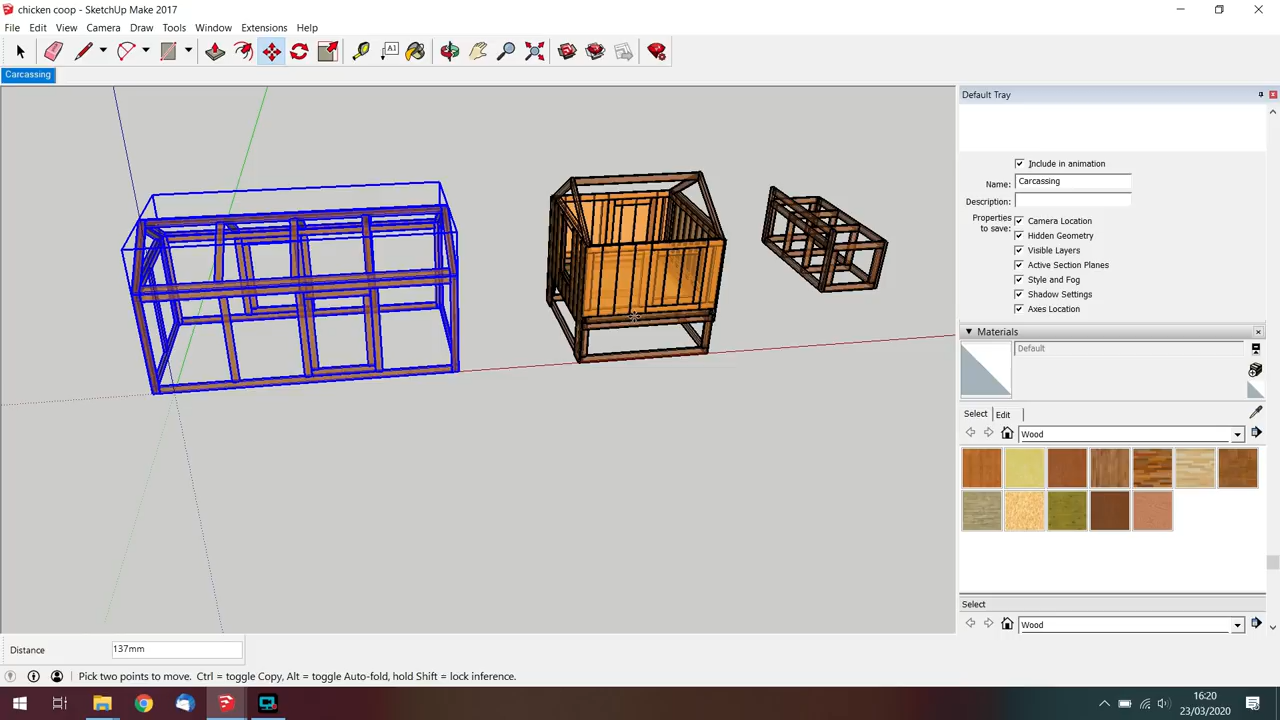 chicken coop - SketchUp Make 2017
File Edit View Camera Draw Tools Window Extensions Help
A1
Carcassing
Default Tray
Include in animation
Name: Carcassing
Description:
Properties to save:
Camera Location
Hidden Geometry
Visible Layers
Active Section Planes
Style and Fog
Shadow Settings
Axes Location
Materials
Default
Select Edit
Wood
Select
Wood
Distance 137mm
Pick two points to move. Ctrl = toggle Copy, Alt = toggle Auto-fold, hold Shift = lock inference.
16:20
23/03/2020